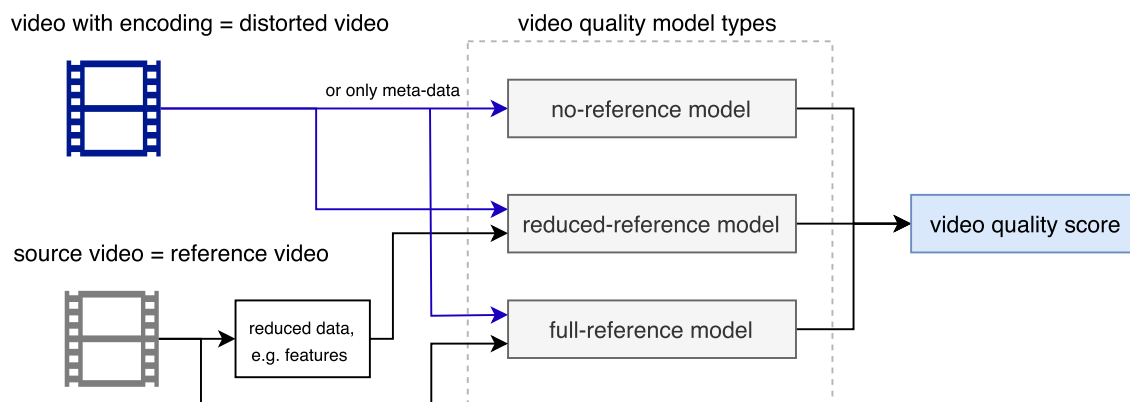 video with encoding = distorted video
video quality model types
or only meta-data
no-reference model
reduced-reference model
video quality score
source video = reference video
reduced data,
e.g. features
full-reference model